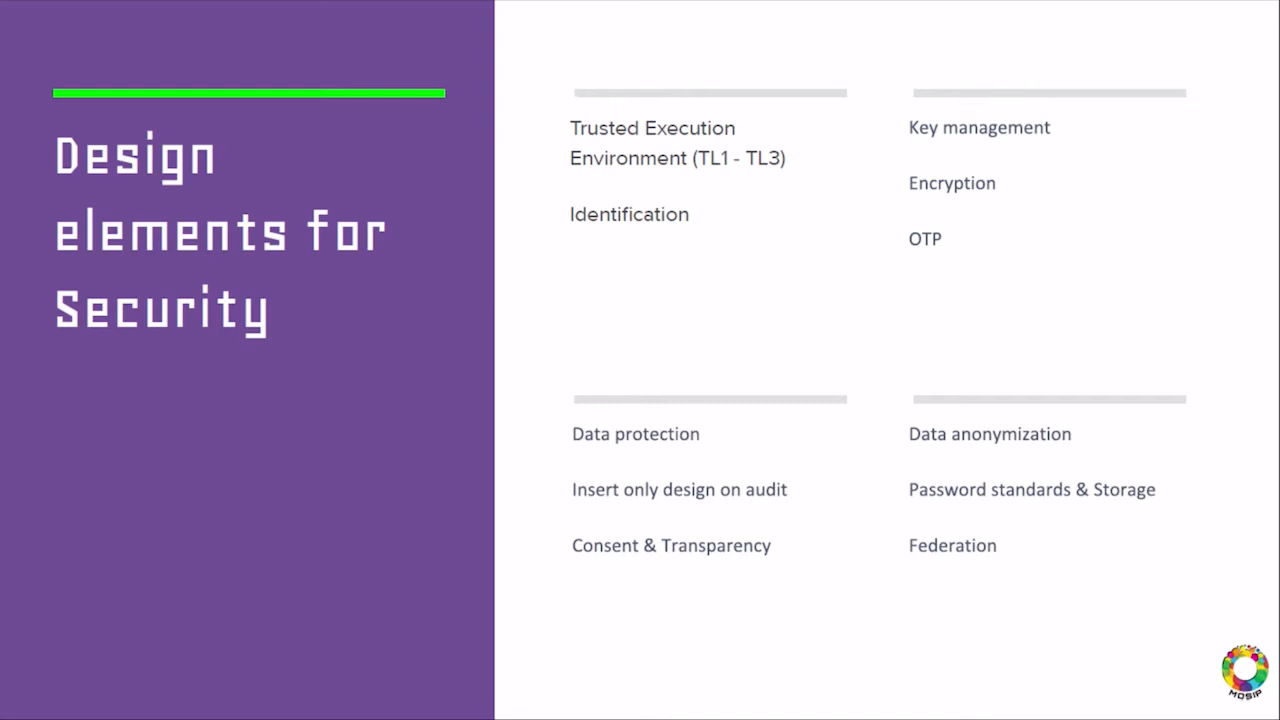 Design
elements for
Security
Trusted Execution
Environment (TL1 - TL3)
Identification
Key management
Encryption
OTP
Data protection
Insert only design on audit
Consent & Transparency
Data anonymization
Password standards & Storage
Federation
MOSIP